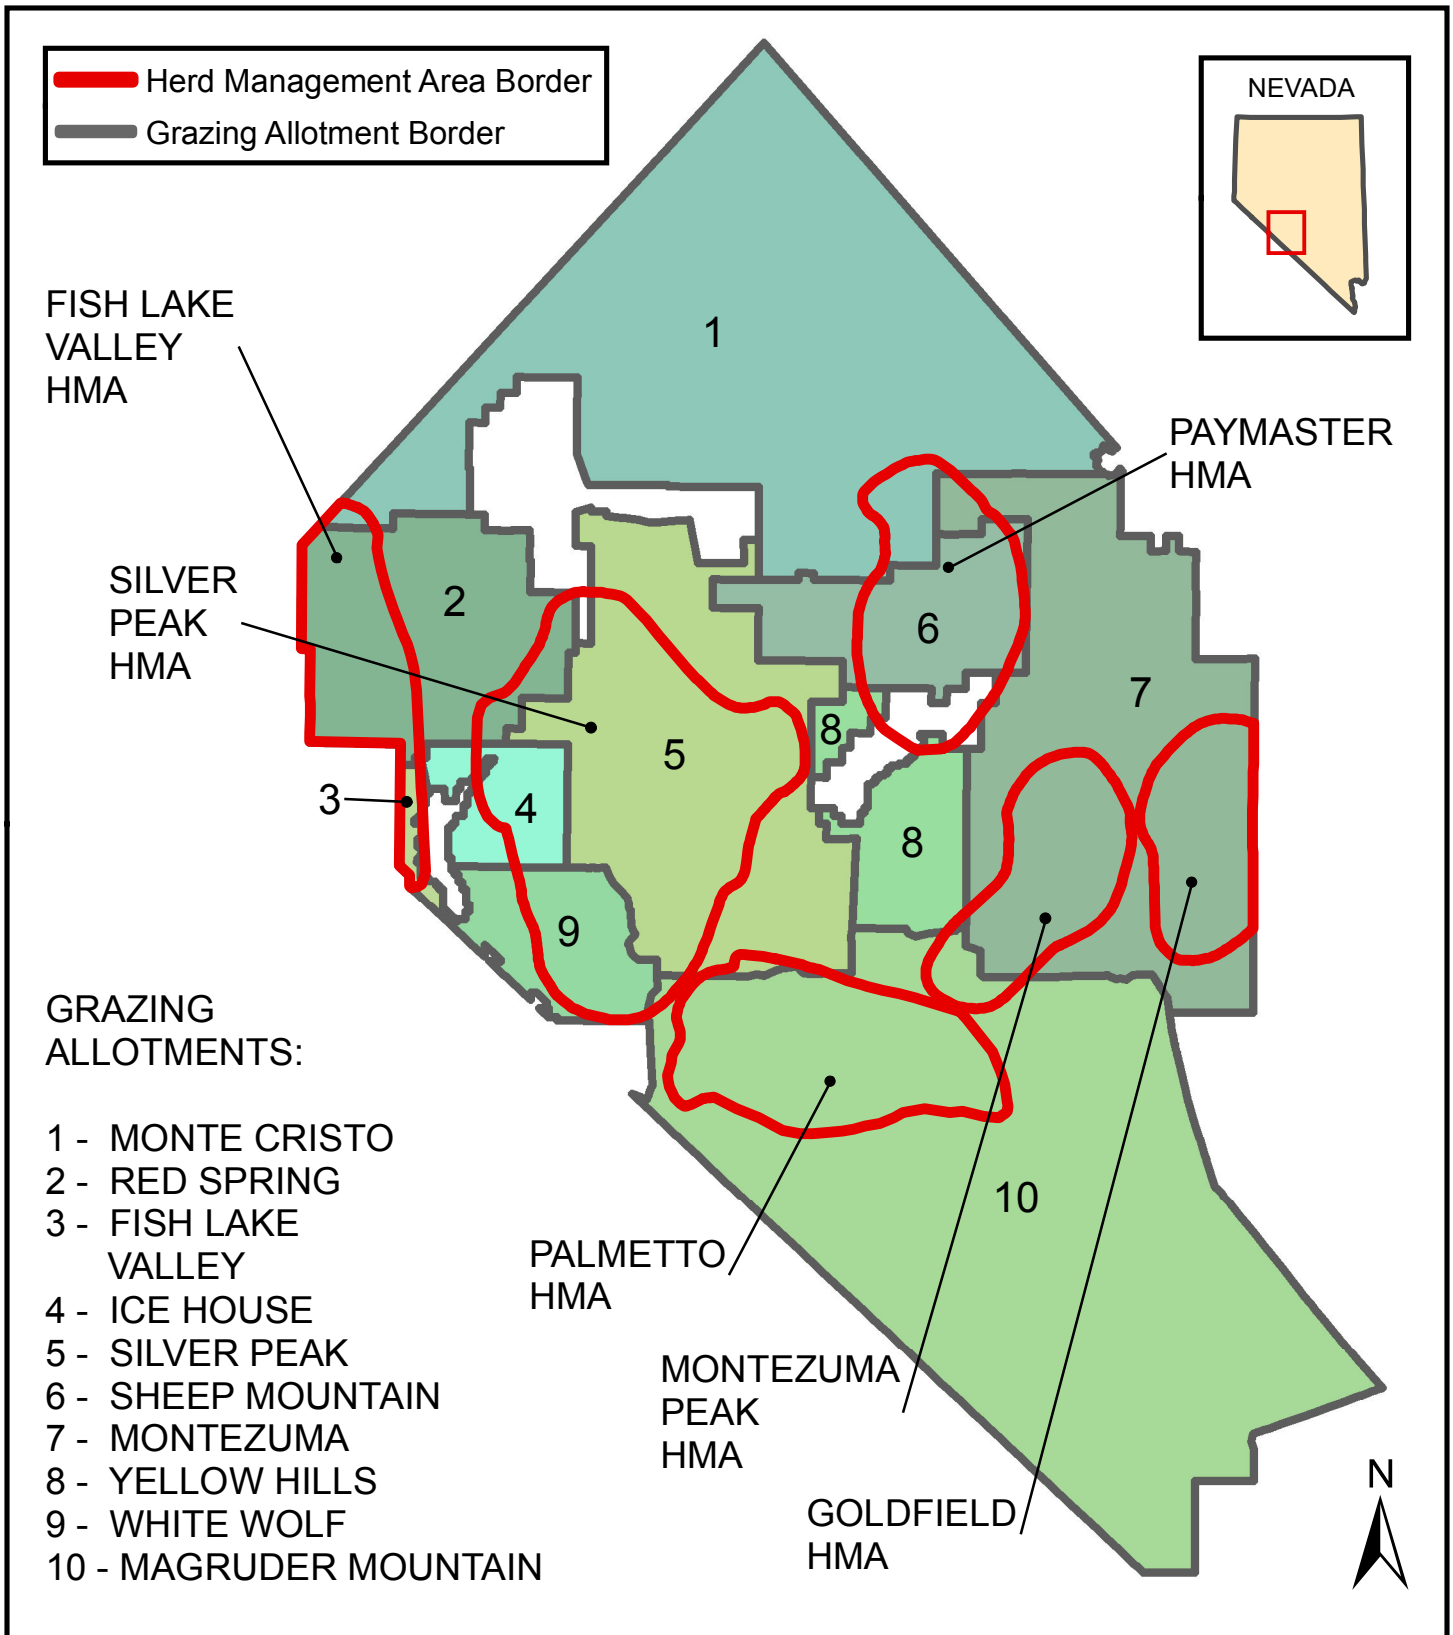 Herd Management Area Border
Grazing Allotment Border
NEVADA
FISH LAKE
VALLEY
HMA
1
PAYMASTER
HMA
SILVER
PEAK
HMA
2
6
7
8
5
3
4
8
9
GRAZING
ALLOTMENTS:
1 - MONTE CRISTO
2 - RED SPRING
3 - FISH LAKE
VALLEY
4 - ICE HOUSE
5 - SILVER PEAK
6 - SHEEP MOUNTAIN
7 - MONTEZUMA
8 - YELLOW HILLS
9 - WHITE WOLF
10 - MAGRUDER MOUNTAIN
10
PALMETTO
HMA
MONTEZUMA
PEAK
HMA
GOLDFIELD
HMA
N